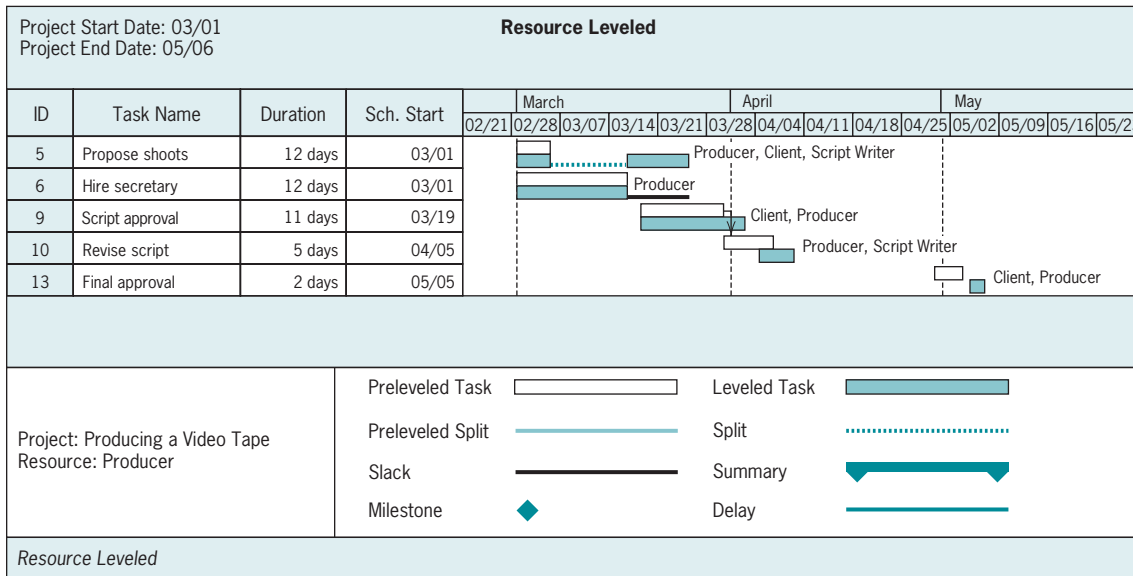 Project Start Date: 03/01
Project End Date: 05/06
Resource Leveled
ID Task Name Duration Sch. Start
March April May
02/21 02/28 03/07 03/14 03/21 03/28 04/04 04/11 04/18 04/25 05/02 05/09 05/16 05/23
5 Propose shoots 12 days 03/01 Producer, Client, Script Writer
6 Hire secretary 12 days 03/01 Producer
9 Script approval 11 days 03/19 Client, Producer
10 Revise script 5 days 04/05 Producer, Script Writer
13 Final approval 2 days 05/05 Client, Producer
Project: Producing a Video Tape
Resource: Producer
Preleveled Task Leveled Task
Preleveled Split Split
Slack Summary
Milestone Delay
Resource Leveled